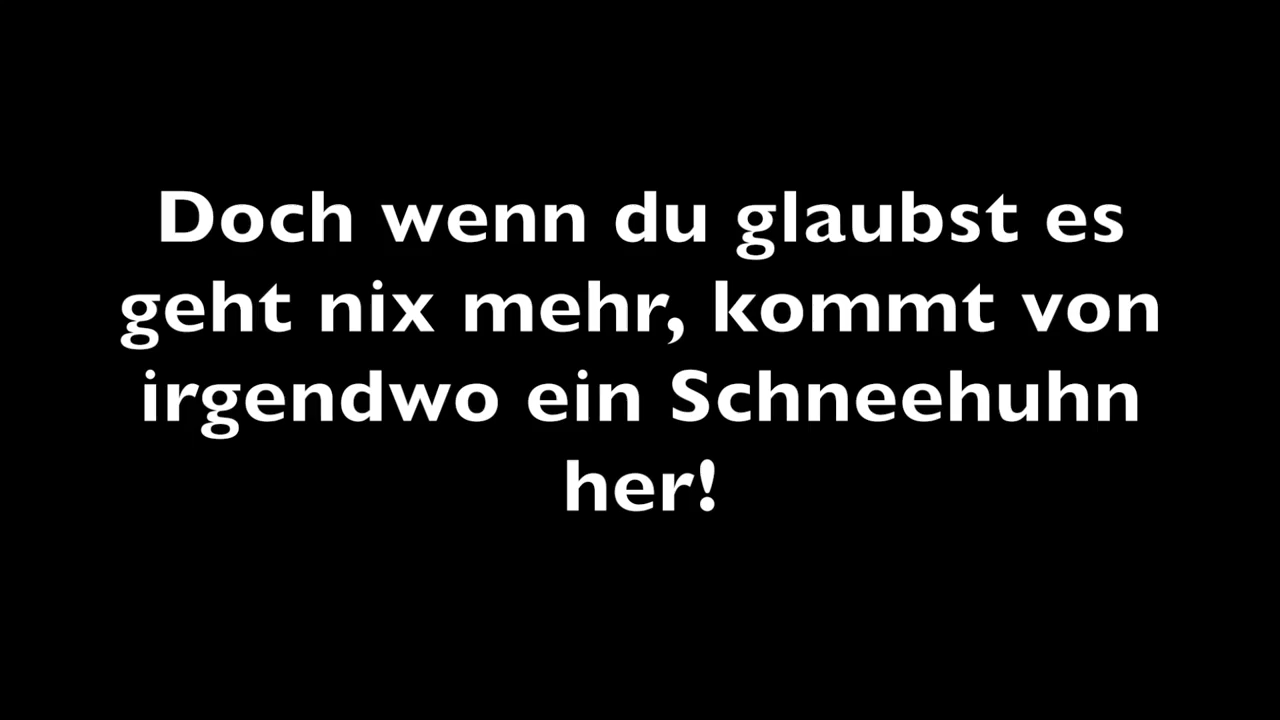 Doch wenn du glaubst es
geht nix mehr, kommt von
irgendwo ein Schneehuhn
her!